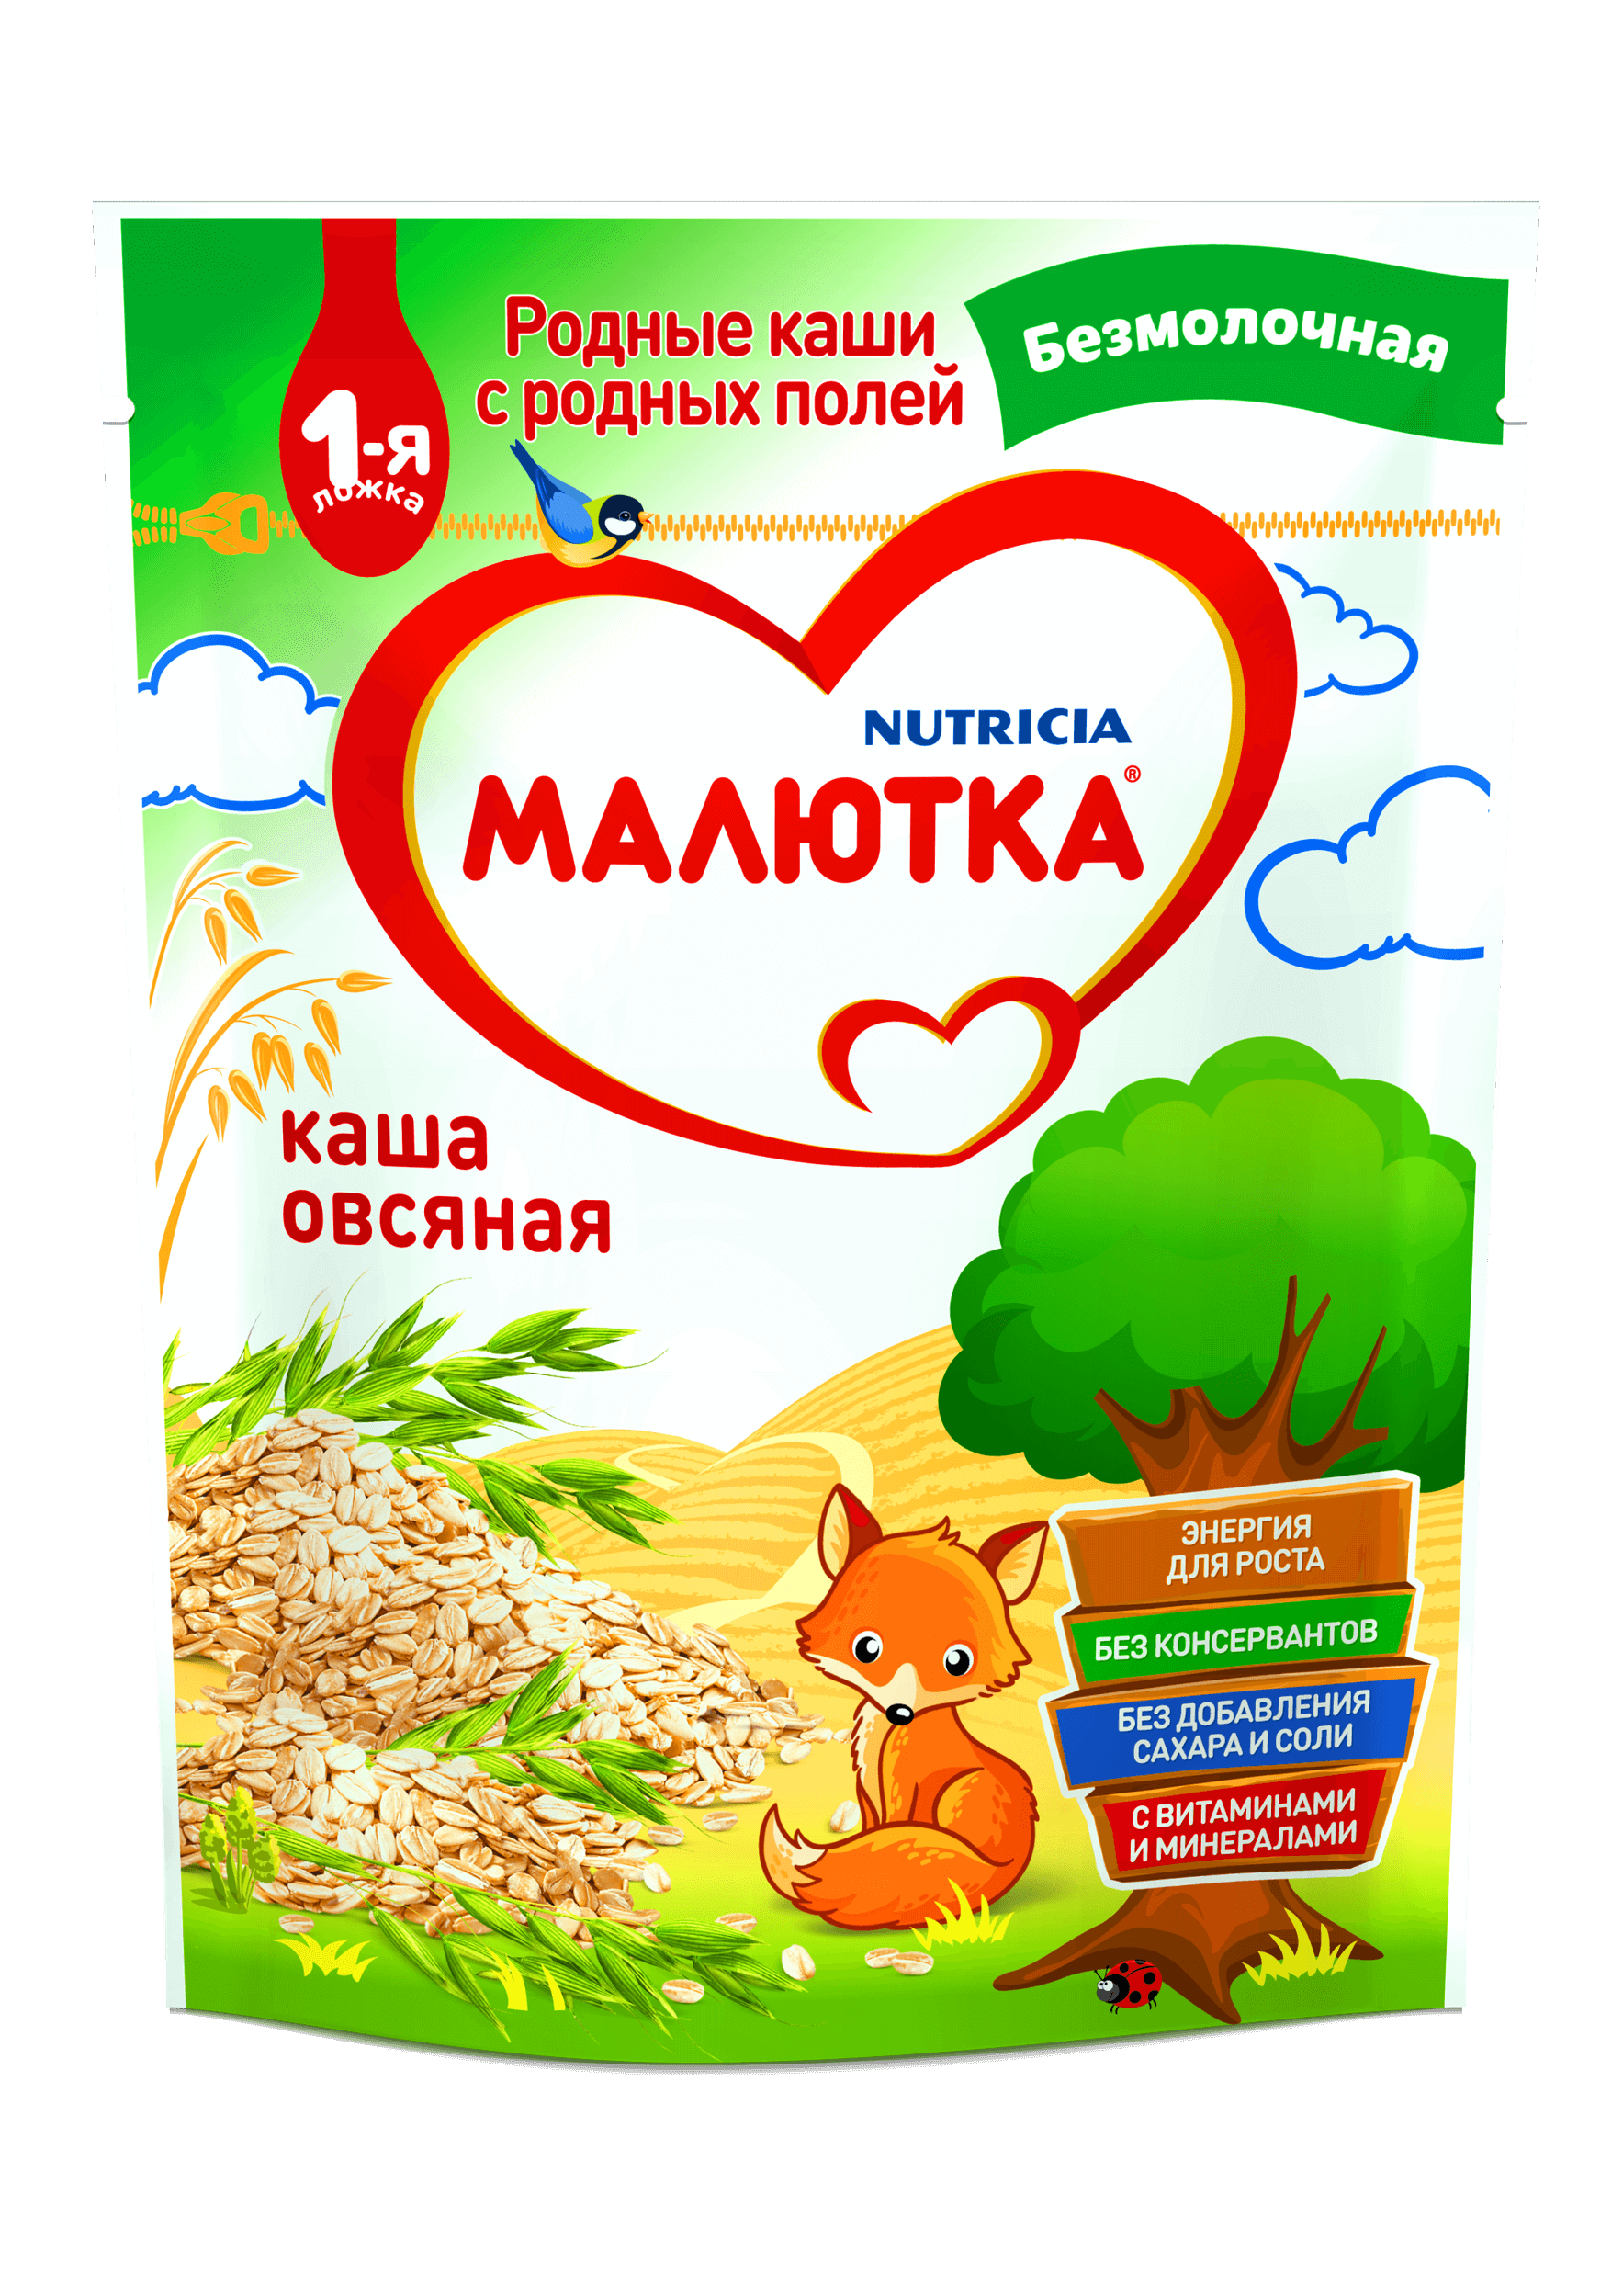 1-я
ложка
Родные каши
с родных полей
Безмолочная
NUTRICIA
МАЛЮТКА®
каша
овсяная
ЭНЕРГИЯ
ДЛЯ РОСТА
БЕЗ КОНСЕРВАНТОВ
БЕЗ ДОБАВЛЕНИЯ
САХАРА И СОЛИ
С ВИТАМИНАМИ
И МИНЕРАЛАМИ